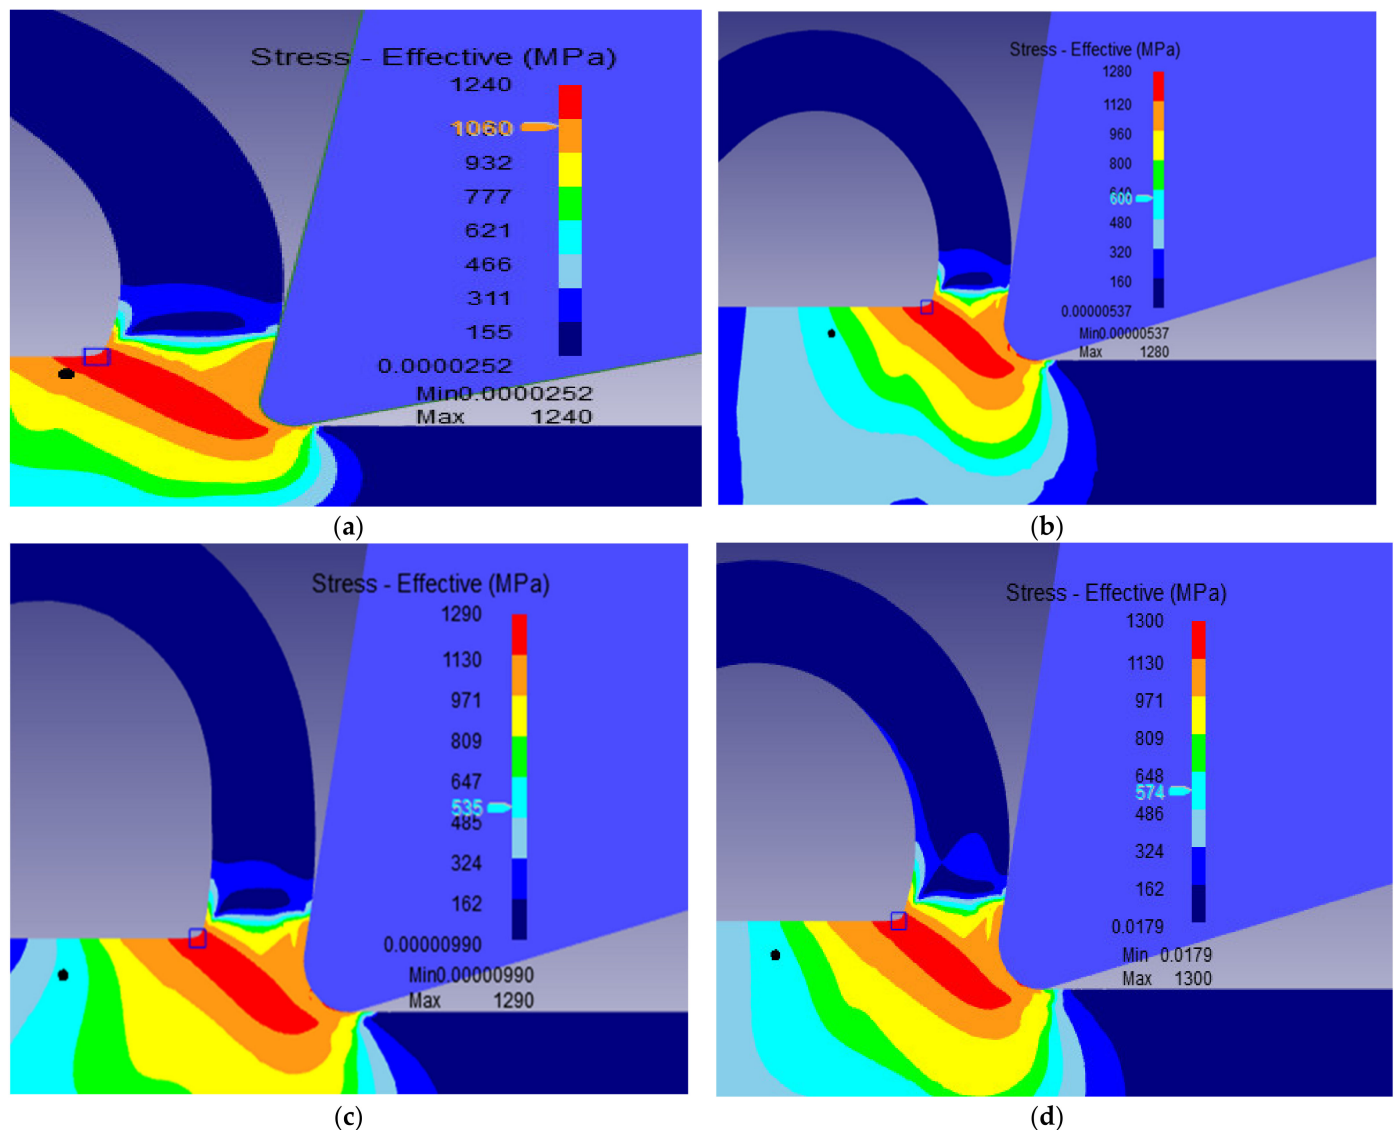 Stress - Effective (MPa)
1240
1060
932
777
621
466
311
155
0.0000252
Min0.0000252
Max 1240
(a)
Stress - Effective (MPa)
1280
1120
960
800
640
600
480
320
160
0.00000537
Min0.00000537
Max 1280
(b)
Stress - Effective (MPa)
1290
1130
971
809
647
535
485
324
162
0.00000990
Min0.00000990
Max 1290
(c)
Stress - Effective (MPa)
1300
1130
971
809
648
574
486
324
162
0.0179
Min 0.0179
Max 1300
(d)